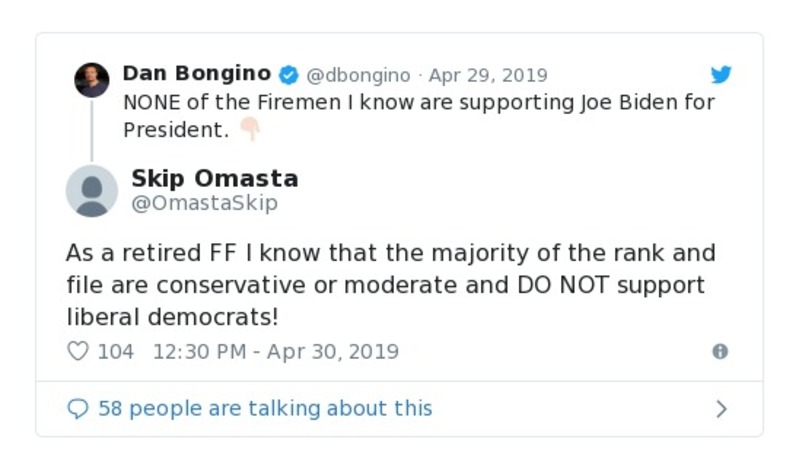 Dan Bongino @dbongino · Apr 29, 2019
NONE of the Firemen I know are supporting Joe Biden for
President. 👇🏻
Skip Omasta
@OmastaSkip
As a retired FF I know that the majority of the rank and
file are conservative or moderate and DO NOT support
liberal democrats!
104 12:30 PM - Apr 30, 2019
58 people are talking about this